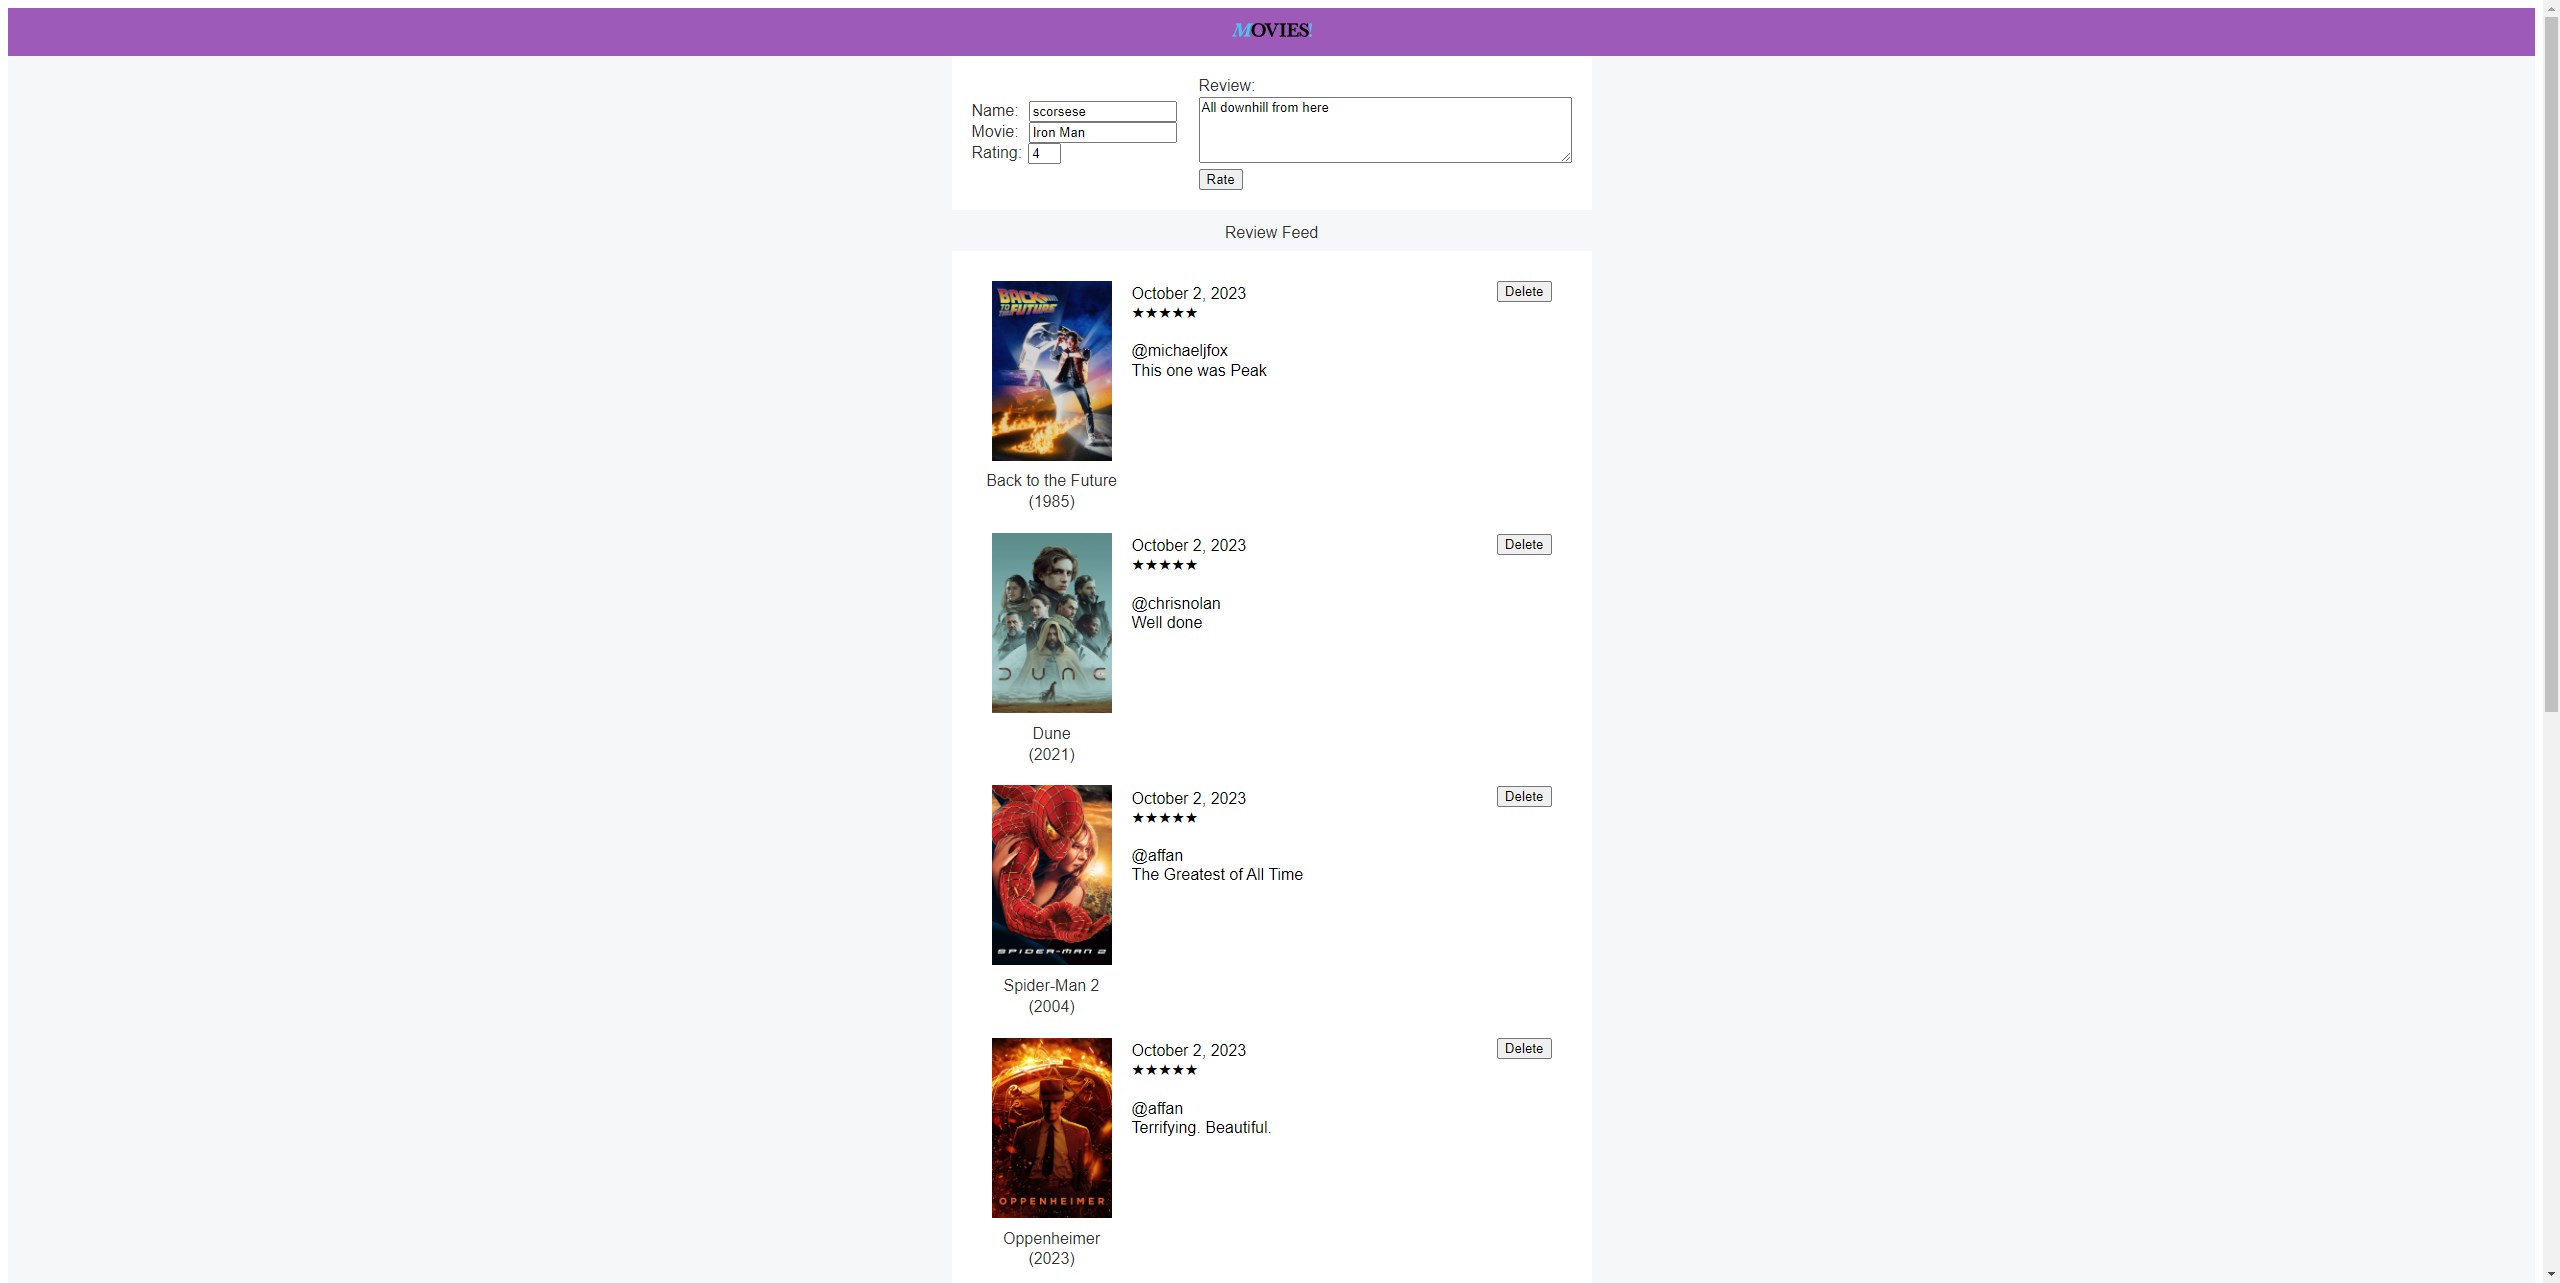 MOVIES!
Name: scorsese
Movie: Iron Man
Rating: 4
Review:
All downhill from here
Rate
Review Feed
BACK
TO THE FUTURE
October 2, 2023
★★★★★
Delete
@michaeljfox
This one was Peak
Back to the Future
(1985)
DUNE
October 2, 2023
★★★★★
Delete
@chrisnolan
Well done
Dune
(2021)
SPIDER-MAN 2
October 2, 2023
★★★★★
Delete
@affan
The Greatest of All Time
Spider-Man 2
(2004)
OPPENHEIMER
October 2, 2023
★★★★★
Delete
@affan
Terrifying. Beautiful.
Oppenheimer
(2023)